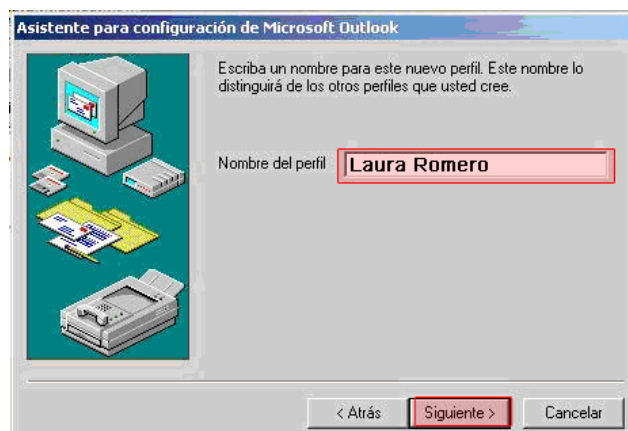 Asistente para configuración de Microsoft Outlook
Escriba un nombre para este nuevo perfil. Este nombre lo
distinguirá de los otros perfiles que usted cree.
Nombre del perfil Laura Romero
< Atrás Siguiente > Cancelar